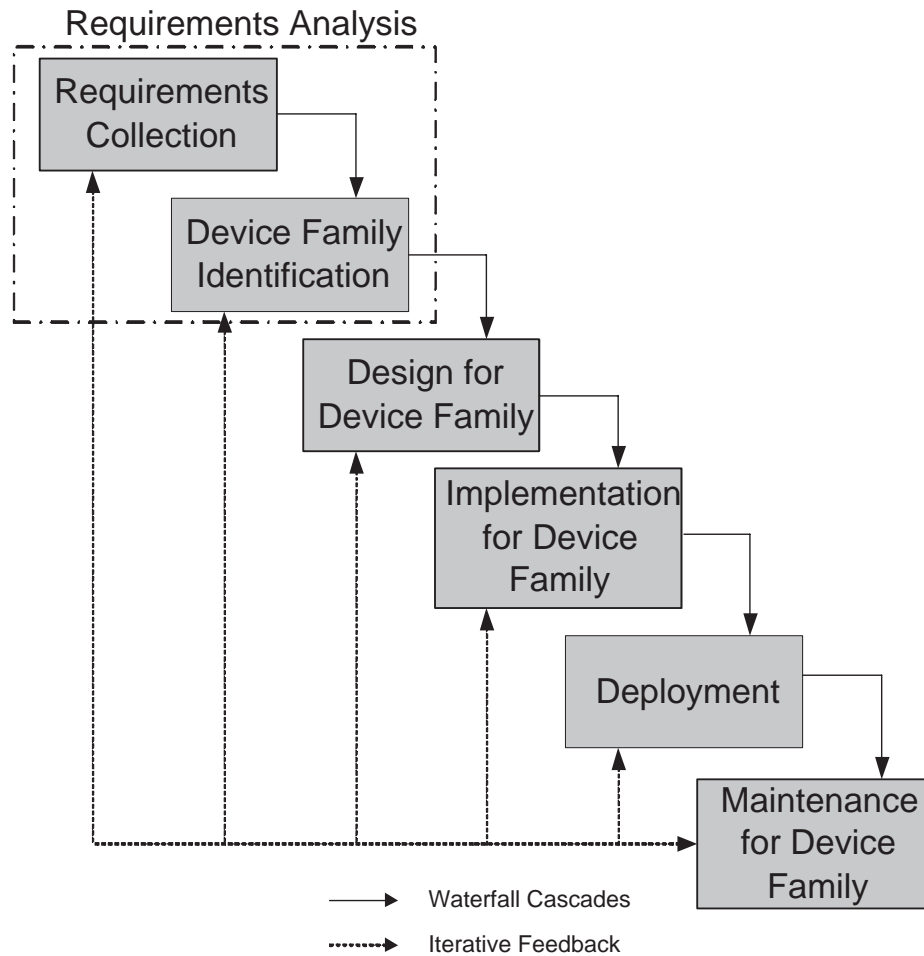 Requirements Analysis
Requirements
Collection
Device Family
Identification
Design for
Device Family
Implementation
for Device
Family
Deployment
Maintenance
for Device
Family
Waterfall Cascades
Iterative Feedback